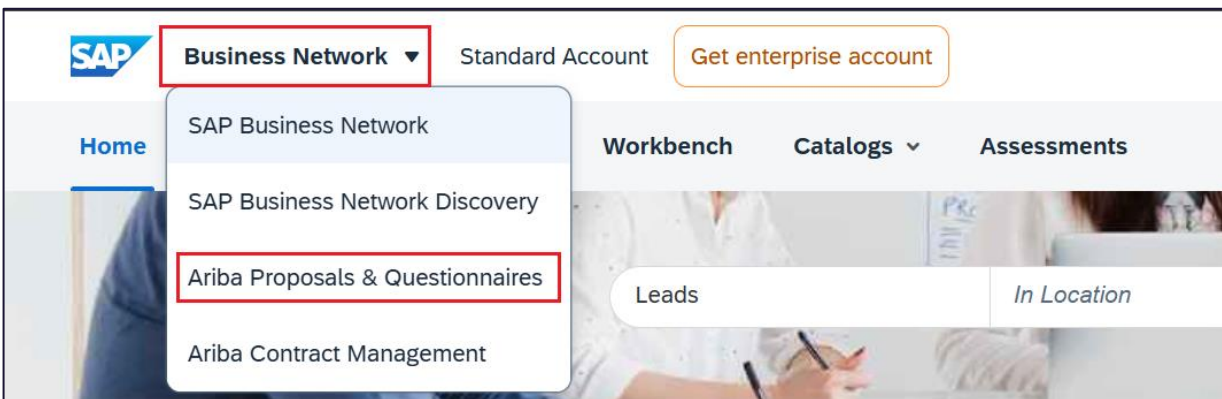 SAP Business Network Standard Account Get enterprise account
Home Workbench Catalogs Assessments
SAP Business Network
SAP Business Network Discovery
Ariba Proposals & Questionnaires
Ariba Contract Management
Leads In Location